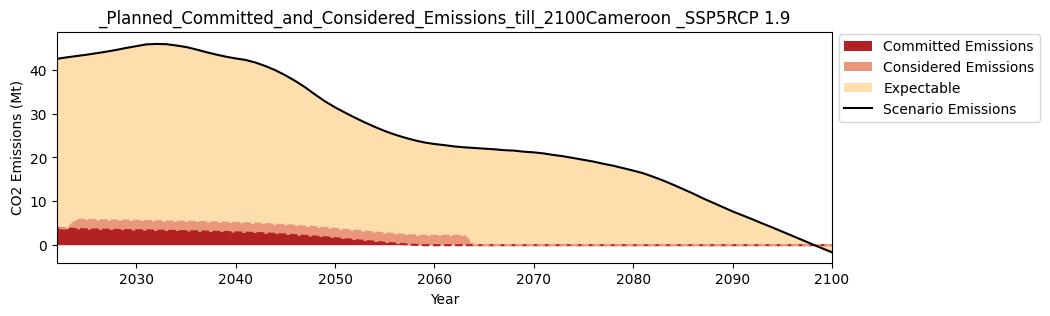 _Planned_Committed_and_Considered_Emissions_till_2100Cameroon _SSP5RCP 1.9
CO2 Emissions (Mt)
40
30
20
10
0
2030 2040 2050 2060 2070 2080 2090 2100
Year
Committed Emissions
Considered Emissions
Expectable
Scenario Emissions